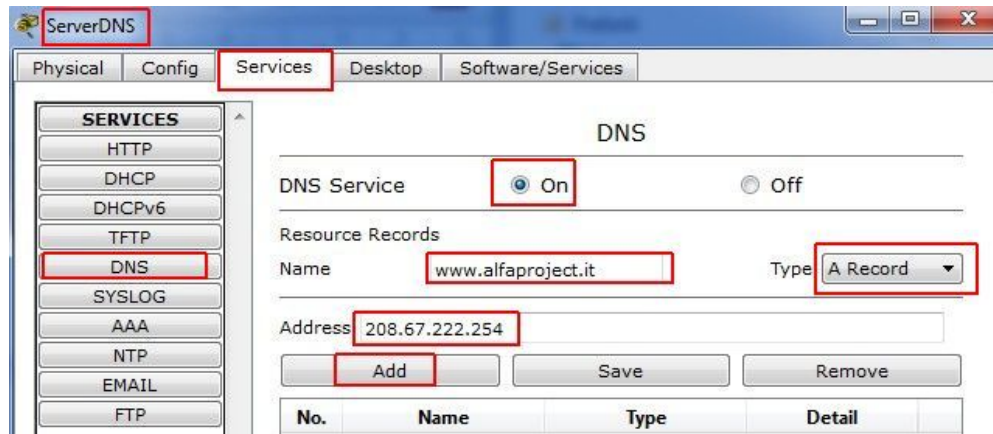 ServerDNS
Physical Config Services Desktop Software/Services
SERVICES
HTTP
DHCP
DHCPv6
TFTP
DNS
SYSLOG
AAA
NTP
EMAIL
FTP
DNS
DNS Service On Off
Resource Records
Name www.alfaproject.it Type A Record
Address 208.67.222.254
Add Save Remove
No. Name Type Detail